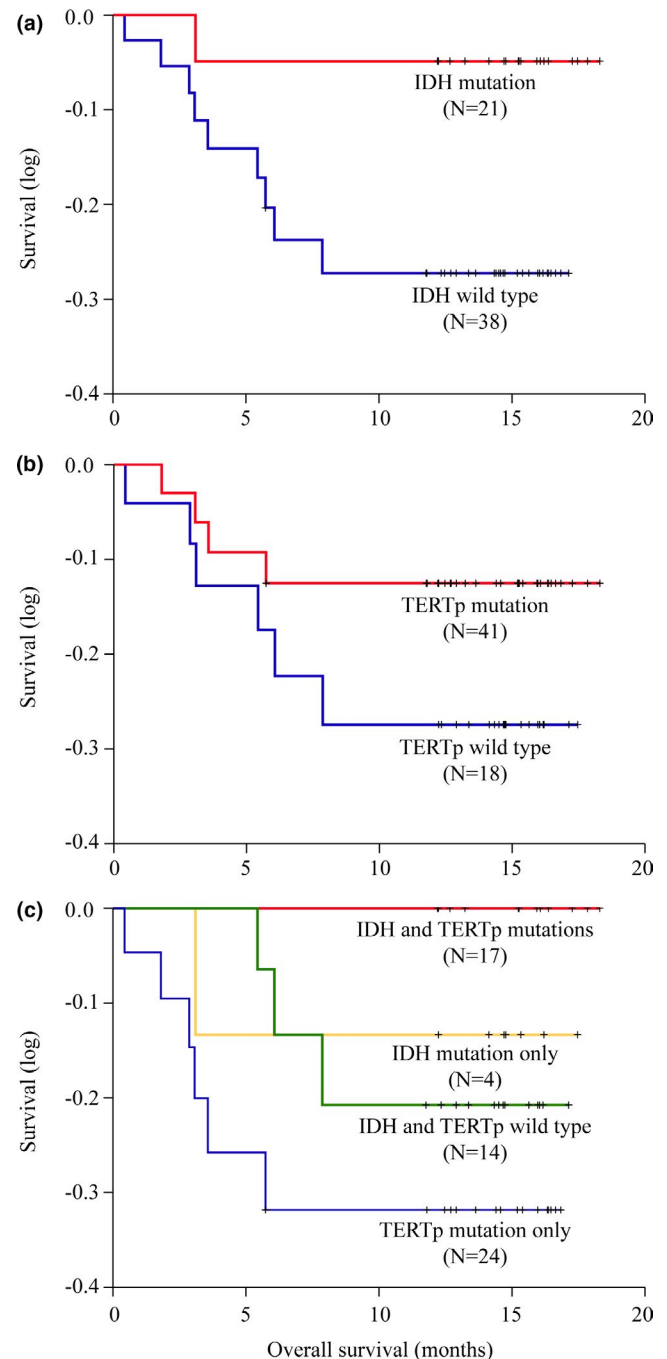 (a)
0.0
-0.1
-0.2
-0.3
-0.4
Survival (log)
IDH mutation
(N=21)
IDH wild type
(N=38)
0 5 10 15 20
(b)
0.0
-0.1
-0.2
-0.3
-0.4
Survival (log)
TERTp mutation
(N=41)
TERTp wild type
(N=18)
0 5 10 15 20
(c)
0.0
-0.1
-0.2
-0.3
-0.4
Survival (log)
IDH and TERTp mutations
(N=17)
IDH mutation only
(N=4)
IDH and TERTp wild type
(N=14)
TERTp mutation only
(N=24)
0 5 10 15 20
Overall survival (months)